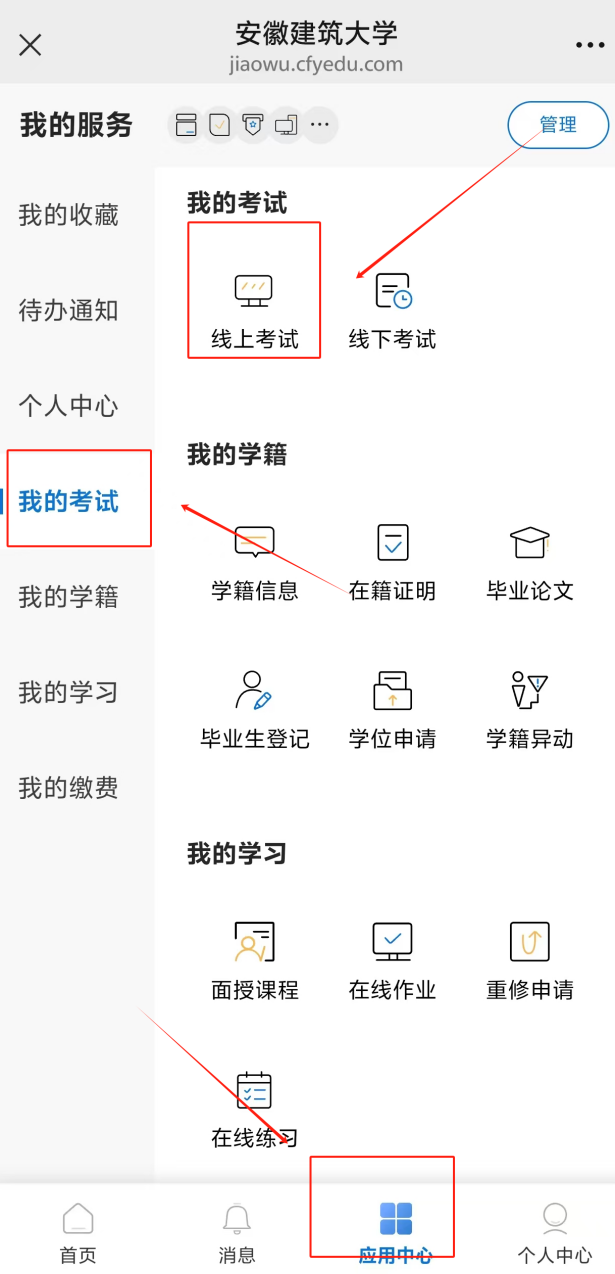 安徽建筑大学
jiaowu.cfyedu.com
我的服务
管理
我的收藏
待办通知
个人中心
我的考试
我的学籍
我的学习
我的缴费
我的考试
线上考试 线下考试
我的学籍
学籍信息 在籍证明 毕业论文
毕业生登记 学位申请 学籍异动
我的学习
面授课程 在线作业 重修申请
在线练习
首页 消息 应用中心 个人中心